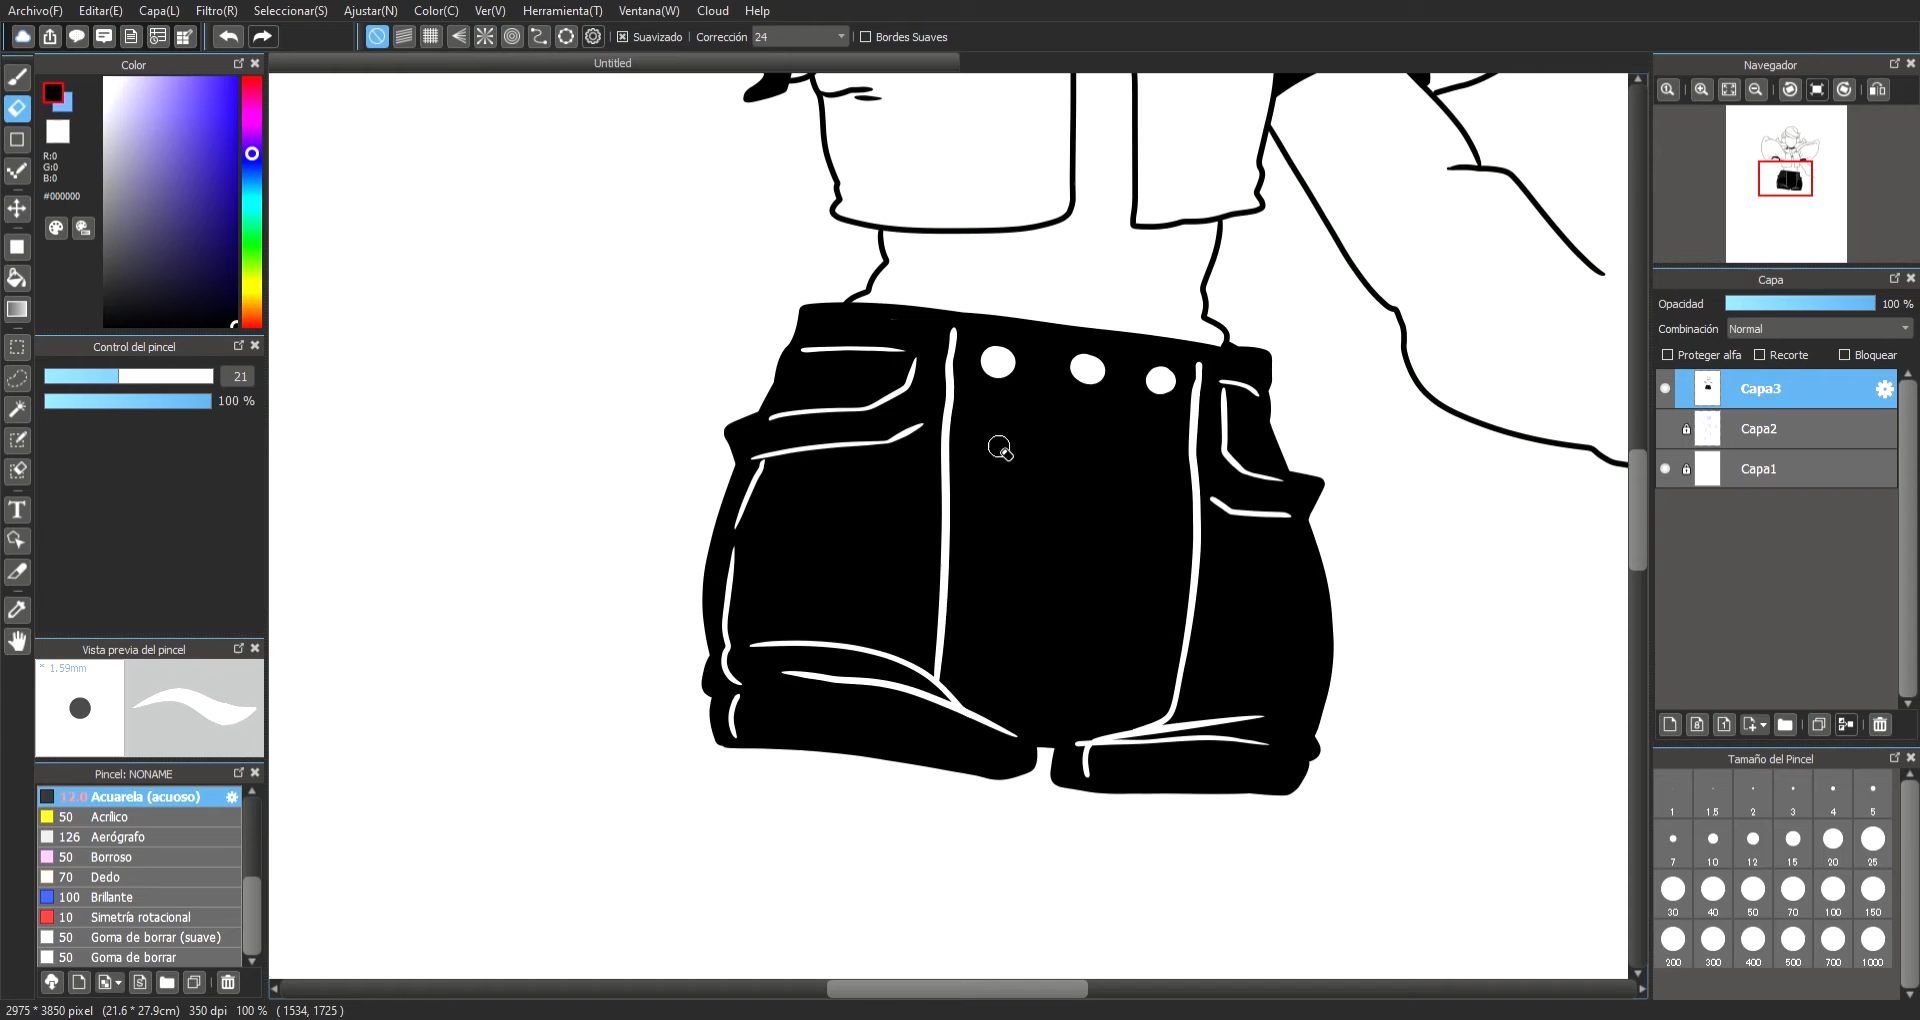 Archivo(F) Editar(E) Capa(L) Filtro(R) Seleccionar(S) Ajustar(N) Color(C) Ver(V) Herramienta(T) Ventana(W) Cloud Help
Suavizado Corrección 24 Bordes Suaves
Color
R:0
G:0
B:0
#000000
Control del pincel
21
100 %
Vista previa del pincel
* 1.59mm
Pincel: NONAME
12.0 Acuarela (acuoso)
50 Acrílico
126 Aerógrafo
50 Borroso
70 Dedo
100 Brillante
10 Simetría rotacional
50 Goma de borrar (suave)
50 Goma de borrar
Untitled
T
Navegador
Capa
Opacidad 100 %
Combinación Normal
Proteger alfa Recorte Bloquear
Capa3
Capa2
Capa1
Tamaño del Pincel
1 1.5 2 3 4 5
7 10 12 15 20 25
30 40 50 70 100 150
200 300 400 500 700 1000
2975 * 3850 pixel (21.6 * 27.9cm) 350 dpi 100 % ( 1534, 1725 )